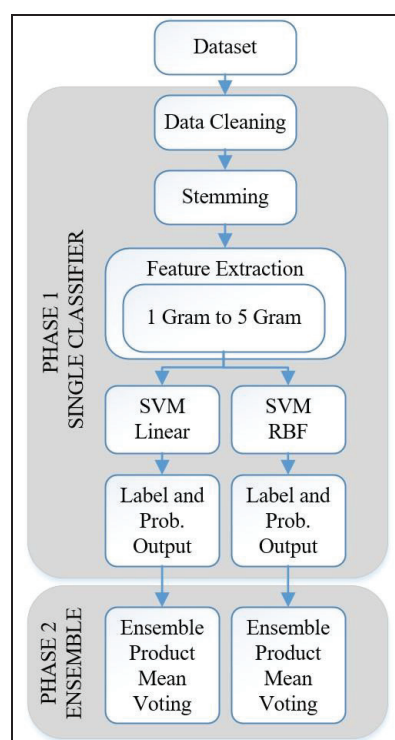 Dataset
PHASE 1
SINGLE CLASSIFIER
Data Cleaning
Stemming
Feature Extraction
1 Gram to 5 Gram
SVM
Linear
SVM
RBF
Label and
Prob.
Output
Label and
Prob.
Output
PHASE 2
ENSEMBLE
Ensemble
Product
Mean
Voting
Ensemble
Product
Mean
Voting